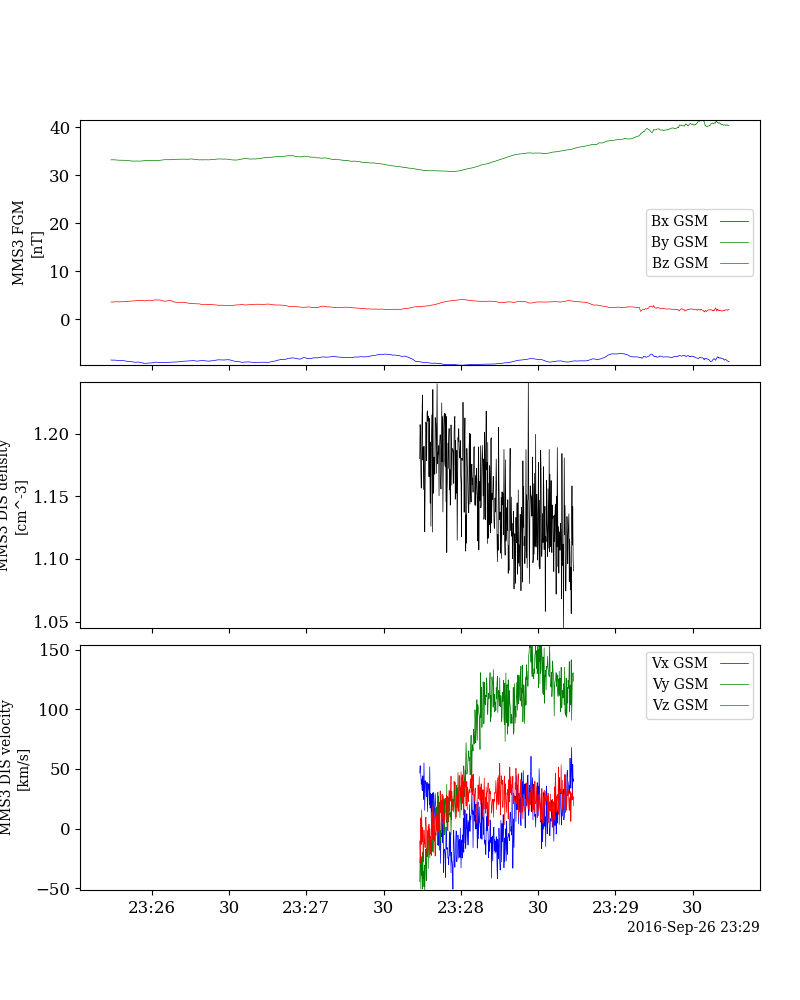 40
30
20
10
0
MMS3 FGM
[nT]
Bx GSM
By GSM
Bz GSM
1.20
1.15
1.10
1.05
MMS3 DIS density
[cm^-3]
150
100
50
0
−50
MMS3 DIS velocity
[km/s]
Vx GSM
Vy GSM
Vz GSM
23:26 30 23:27 30 23:28 30 23:29 30
2016-Sep-26 23:29